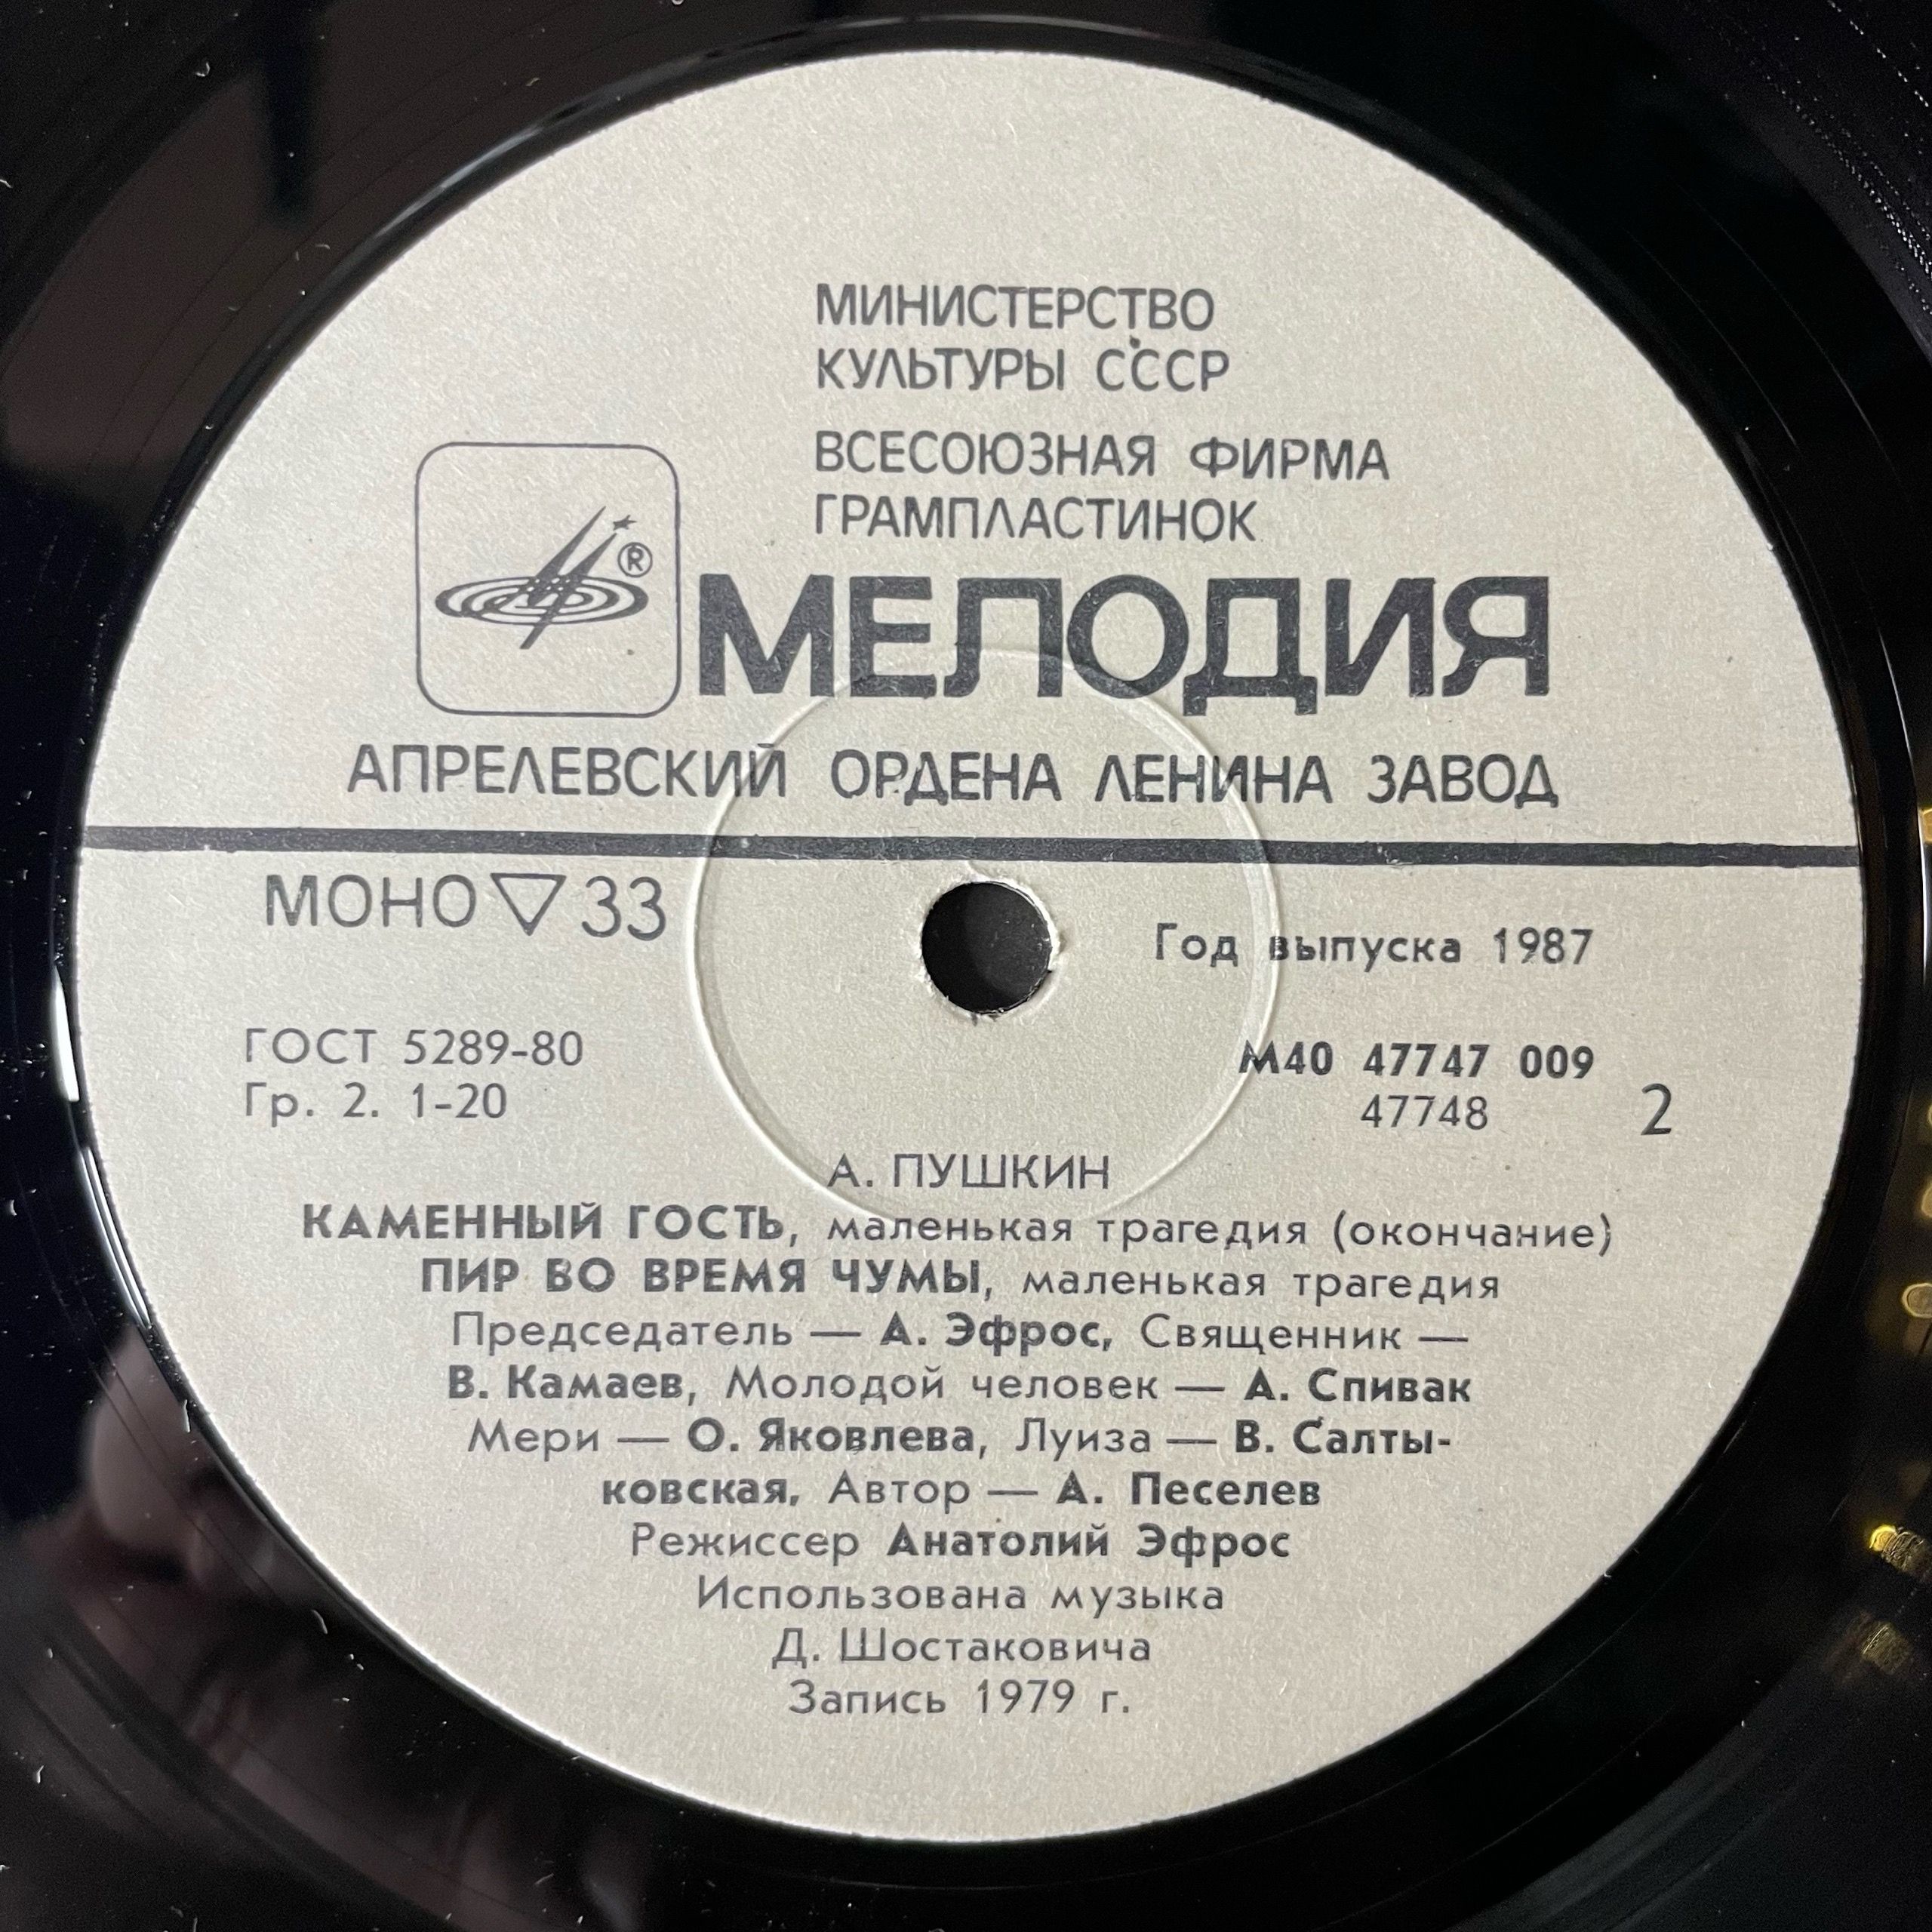 МИНИСТЕРСТВО
КУЛЬТУРЫ СССР
ВСЕСОЮЗНАЯ ФИРМА
ГРАМПЛАСТИНОК
®
МЕЛОДИЯ
АПРЕЛЕВСКИЙ ОРДЕНА ЛЕНИНА ЗАВОД
МОНО ▽ 33
Год выпуска 1987
ГОСТ 5289-80
Гр. 2. 1-20
М40 47747 009
47748
2
А. ПУШКИН
КАМЕННЫЙ ГОСТЬ, маленькая трагедия (окончание)
ПИР ВО ВРЕМЯ ЧУМЫ, маленькая трагедия
Председатель — А. Эфрос, Священник —
В. Камаев, Молодой человек — А. Спивак
Мери — О. Яковлева, Луиза — В. Салты-
ковская, Автор — А. Песелев
Режиссер Анатолий Эфрос
Использована музыка
Д. Шостаковича
Запись 1979 г.